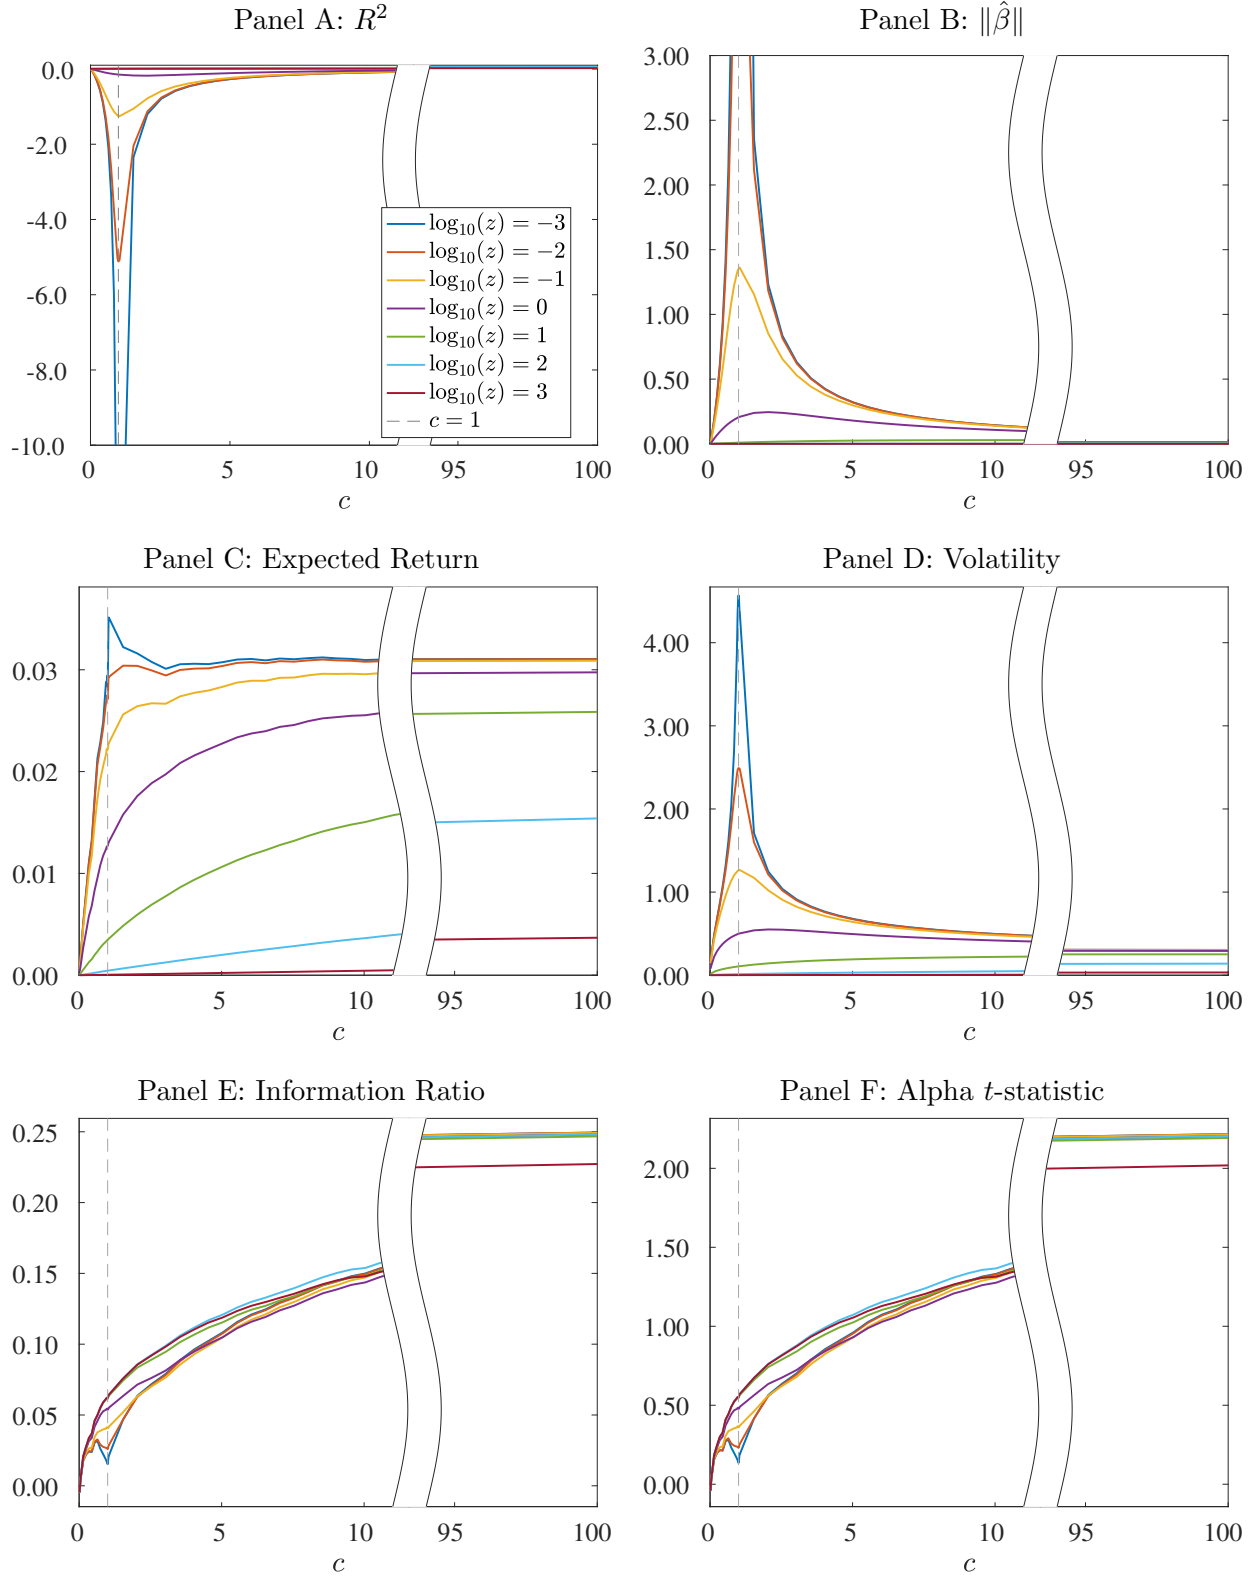 Panel A: R²
0.0
-2.0
-4.0
-6.0
-8.0
-10.0
log₁₀(z) = −3
log₁₀(z) = −2
log₁₀(z) = −1
log₁₀(z) = 0
log₁₀(z) = 1
log₁₀(z) = 2
log₁₀(z) = 3
c = 1
0 5 10 95 100
c
Panel B: ‖β̂‖
3.00
2.50
2.00
1.50
1.00
0.50
0.00
0 5 10 95 100
c
Panel C: Expected Return
0.03
0.02
0.01
0.00
0 5 10 95 100
c
Panel D: Volatility
4.00
3.00
2.00
1.00
0.00
0 5 10 95 100
c
Panel E: Information Ratio
0.25
0.20
0.15
0.10
0.05
0.00
0 5 10 95 100
c
Panel F: Alpha t-statistic
2.00
1.50
1.00
0.50
0.00
0 5 10 95 100
c